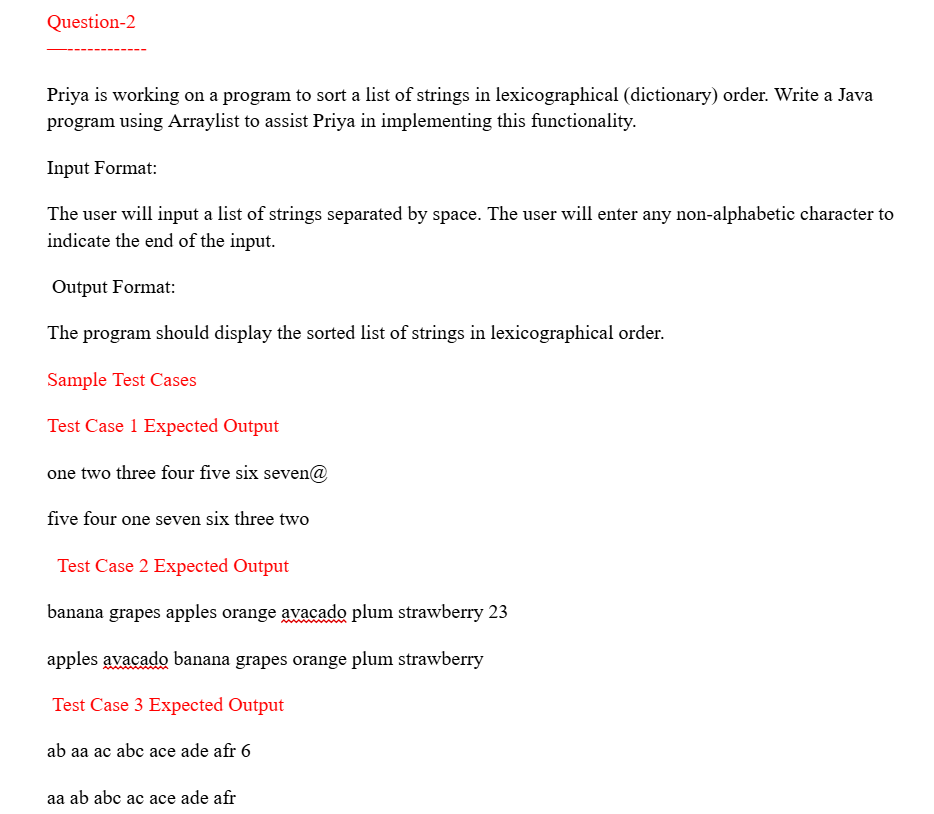 Question-2
—------------
Priya is working on a program to sort a list of strings in lexicographical (dictionary) order. Write a Java
program using Arraylist to assist Priya in implementing this functionality.
Input Format:
The user will input a list of strings separated by space. The user will enter any non-alphabetic character to
indicate the end of the input.
Output Format:
The program should display the sorted list of strings in lexicographical order.
Sample Test Cases
Test Case 1 Expected Output
one two three four five six seven@
five four one seven six three two
Test Case 2 Expected Output
banana grapes apples orange avacado plum strawberry 23
apples avacado banana grapes orange plum strawberry
Test Case 3 Expected Output
ab aa ac abc ace ade afr 6
aa ab abc ac ace ade afr